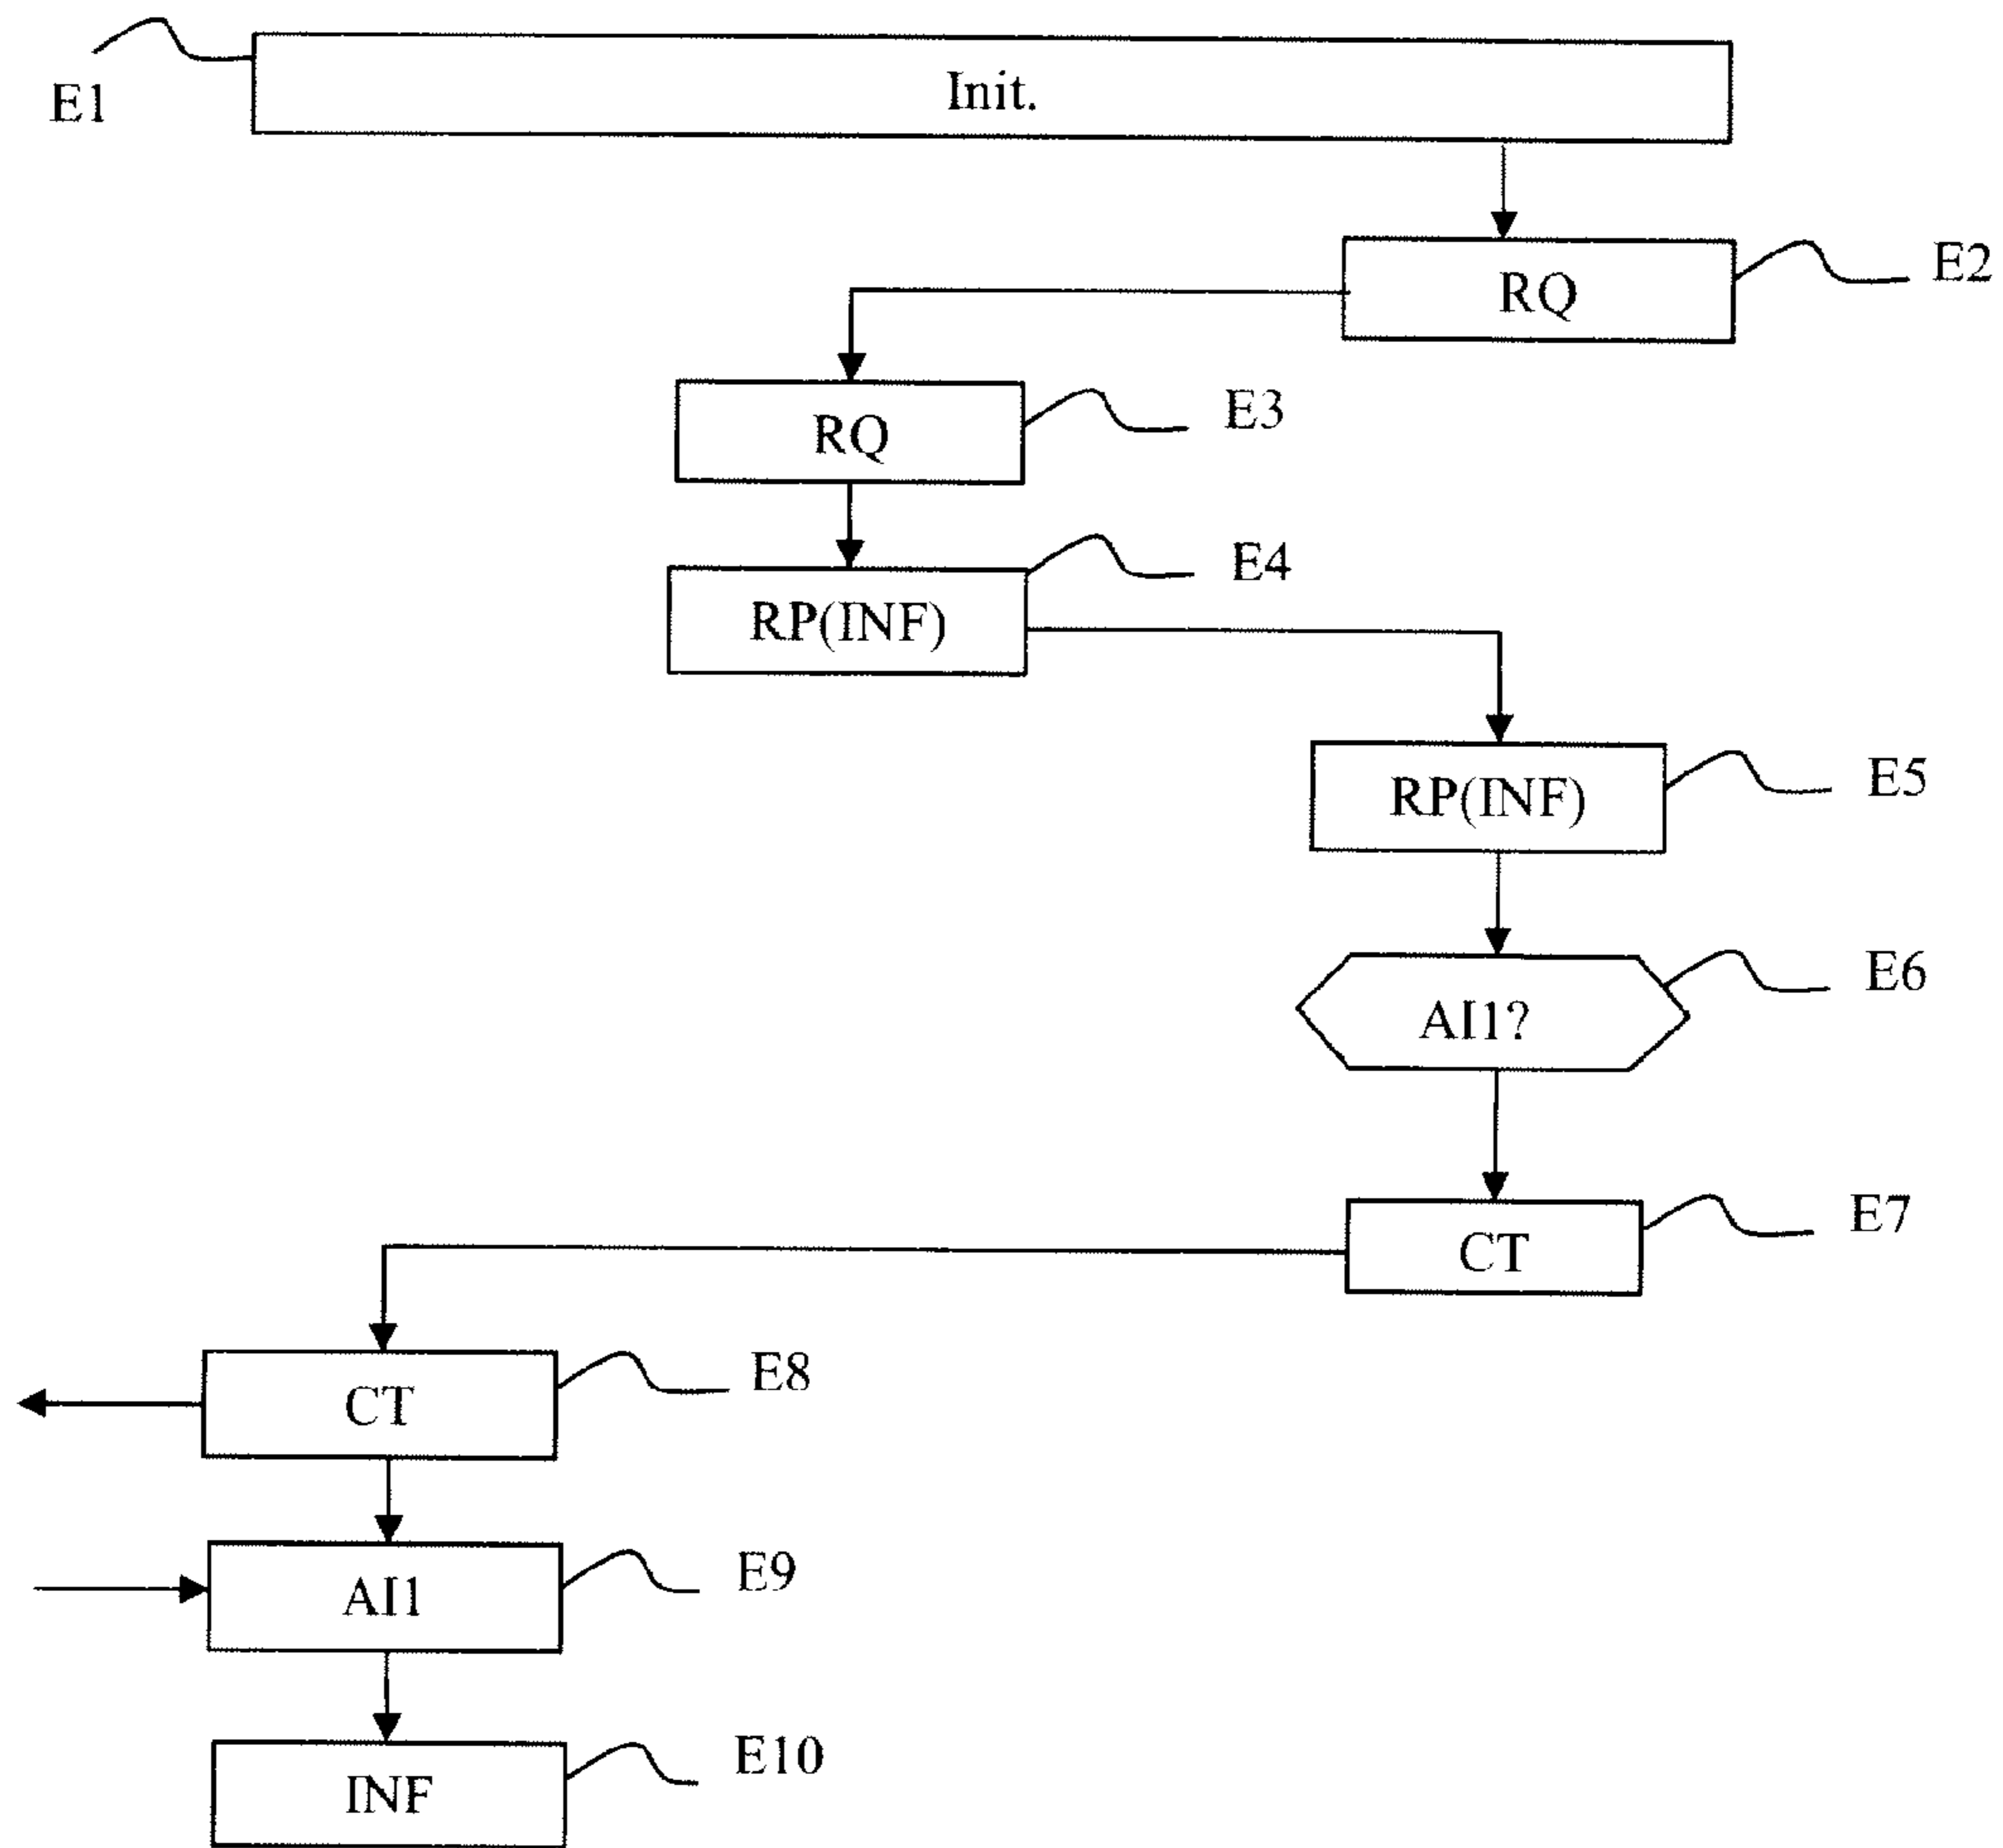 E1
Init.
RQ
E2
RQ
E3
RP(INF)
E4
RP(INF)
E5
AI1?
E6
CT
E7
CT
E8
AI1
E9
INF
E10